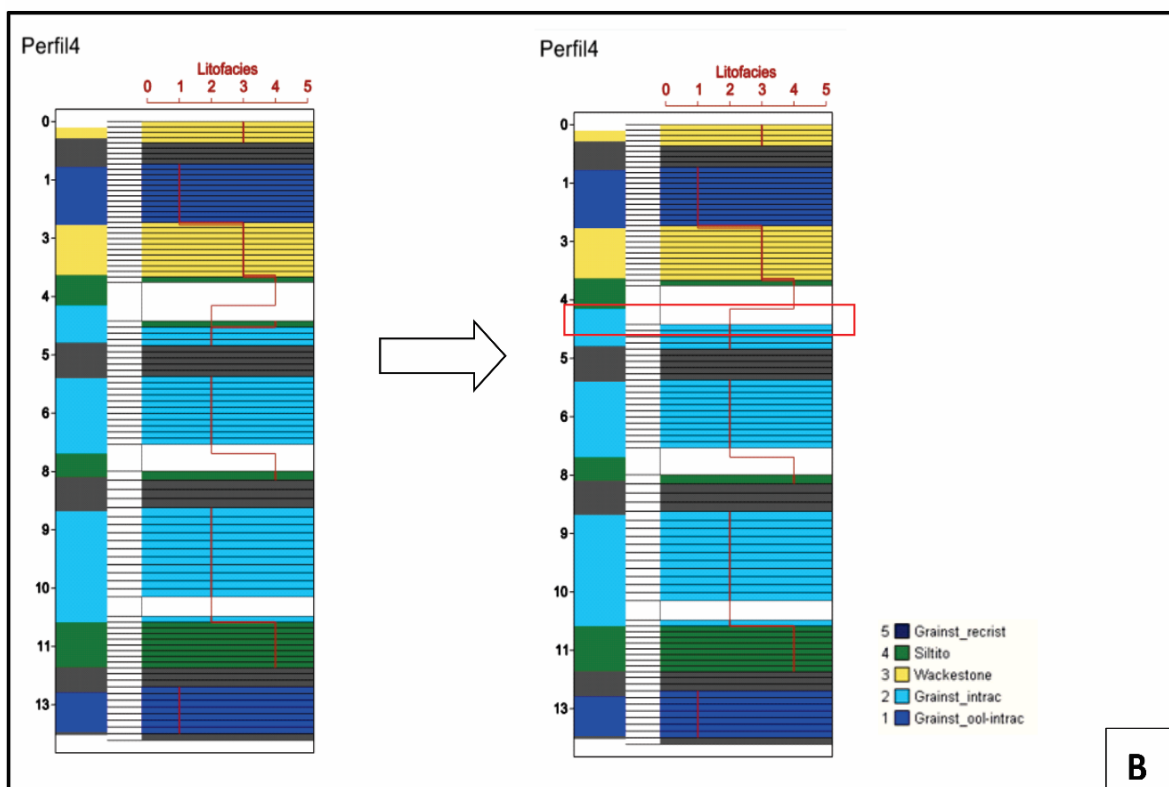 Perfil4
Litofacies
0 1 2 3 4 5
0
1
3
4
5
6
8
9
10
11
13
Perfil4
Litofacies
0 1 2 3 4 5
0
1
3
4
5
6
8
9
10
11
13
5 Grainst_recrist
4 Siltito
3 Wackestone
2 Grainst_intrac
1 Grainst_ool-intrac
B